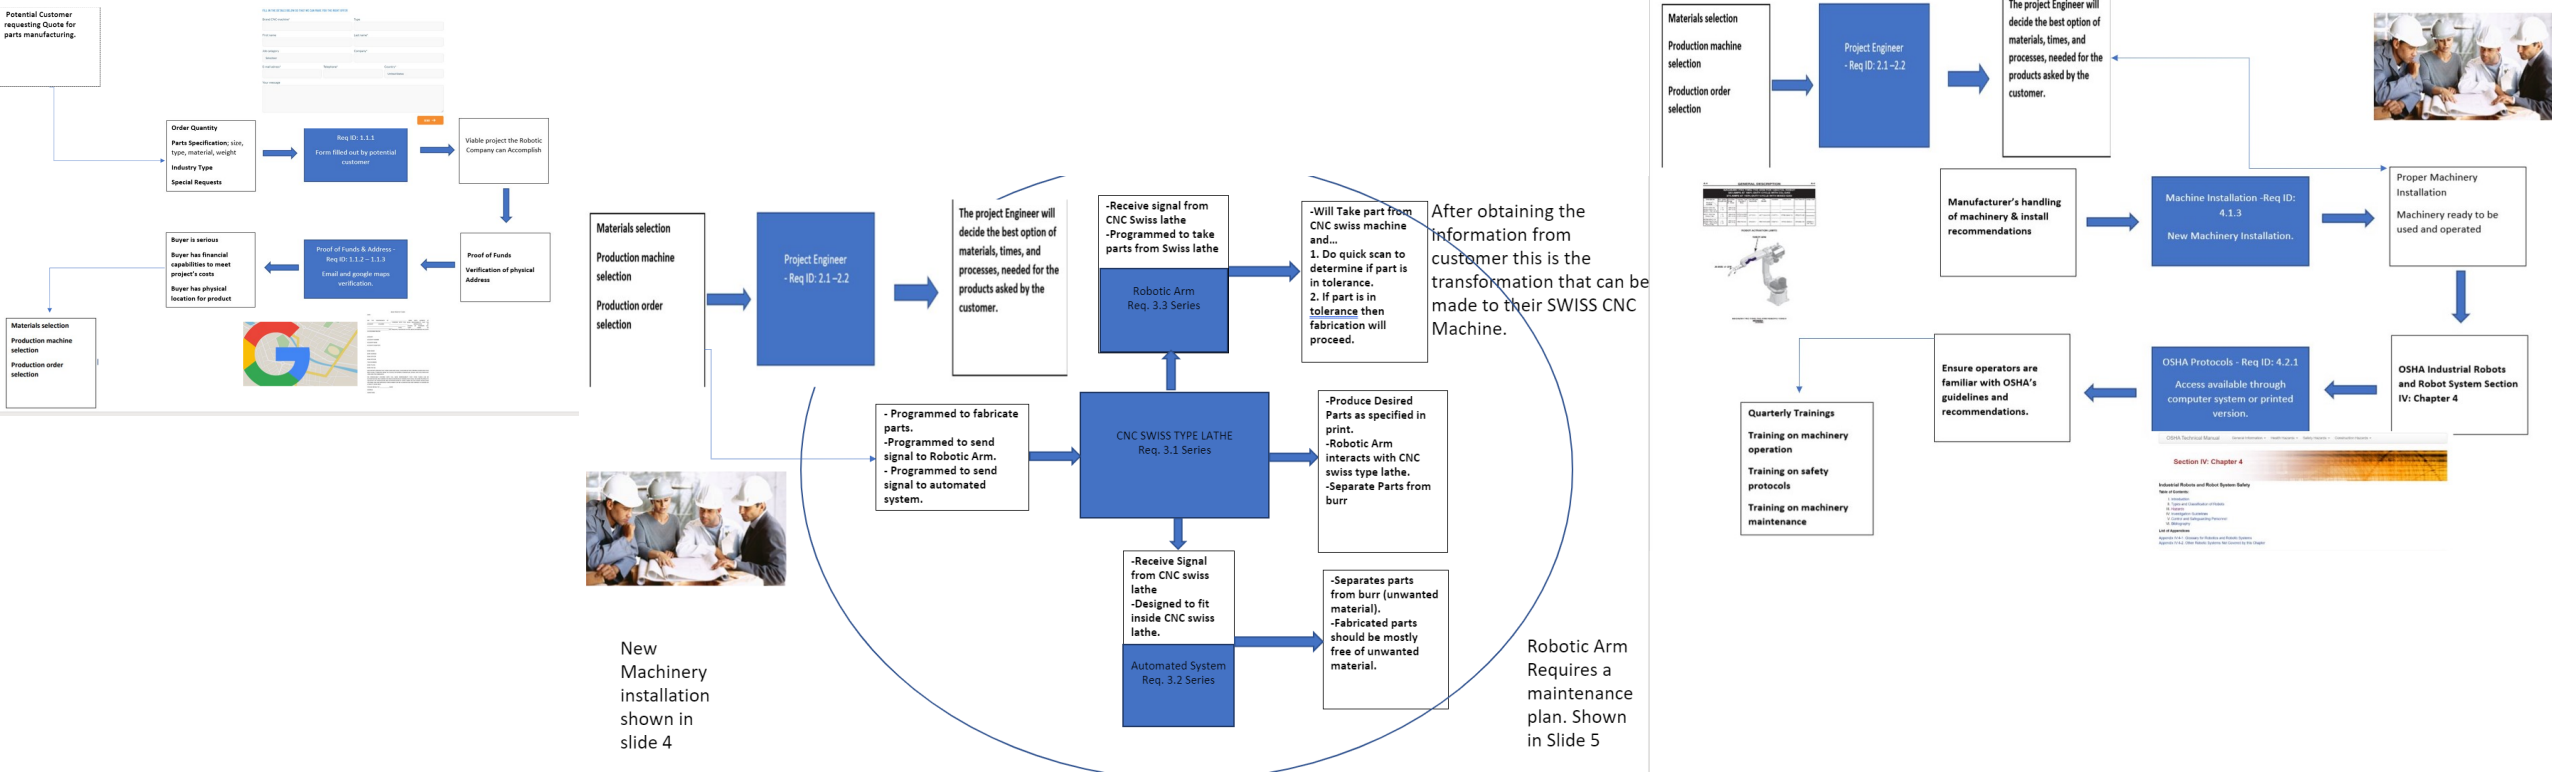 Potential Customer
requesting Quote for
parts manufacturing.
Order Quantity
Parts Specification; size,
type, material, weight
Industry Type
Special Requests
Req ID: 1.1.1
Form filled out by potential
customer
Viable project the Robotic
Company can Accomplish
Buyer is serious
Buyer has financial
capabilities to meet
project's costs
Buyer has physical
location for product
Proof of Funds & Address -
Req ID: 1.1.2 – 1.1.3
Email and google maps
verification.
Proof of Funds
Verification of physical
Address
Materials selection
Production machine
selection
Production order
selection
Materials selection
Production machine
selection
Production order
selection
Project Engineer
- Req ID: 2.1 –2.2
The project Engineer will
decide the best option of
materials, times, and
processes, needed for the
products asked by the
customer.
-Receive signal from
CNC Swiss lathe
-Programmed to take
parts from Swiss lathe
Robotic Arm
Req. 3.3 Series
-Will Take part from
CNC swiss machine
and...
1. Do quick scan to
determine if part is
in tolerance.
2. If part is in
tolerance then
fabrication will
proceed.
After obtaining the
information from
customer this is the
transformation that can be
made to their SWISS CNC
Machine.
- Programmed to fabricate
parts.
-Programmed to send
signal to Robotic Arm.
- Programmed to send
signal to automated
system.
CNC SWISS TYPE LATHE
Req. 3.1 Series
-Produce Desired
Parts as specified in
print.
-Robotic Arm
interacts with CNC
swiss type lathe.
-Separate Parts from
burr
-Receive Signal
from CNC swiss
lathe
-Designed to fit
inside CNC swiss
lathe.
Automated System
Req. 3.2 Series
-Separates parts
from burr (unwanted
material).
-Fabricated parts
should be mostly
free of unwanted
material.
New
Machinery
installation
shown in
slide 4
Robotic Arm
Requires a
maintenance
plan. Shown
in Slide 5
Materials selection
Production machine
selection
Production order
selection
Project Engineer
- Req ID: 2.1 –2.2
The project Engineer will
decide the best option of
materials, times, and
processes, needed for the
products asked by the
customer.
GENERAL DESCRIPTION
Manufacturer's handling
of machinery & install
recommendations
Machine Installation -Req ID:
4.1.3
New Machinery Installation.
Proper Machinery
Installation
Machinery ready to be
used and operated
Ensure operators are
familiar with OSHA's
guidelines and
recommendations.
OSHA Protocols - Req ID: 4.2.1
Access available through
computer system or printed
version.
OSHA Industrial Robots
and Robot System Section
IV: Chapter 4
Quarterly Trainings
Training on machinery
operation
Training on safety
protocols
Training on machinery
maintenance
OSHA Technical Manual
Section IV: Chapter 4
Industrial Robots and Robot System Safety
Table of Contents: